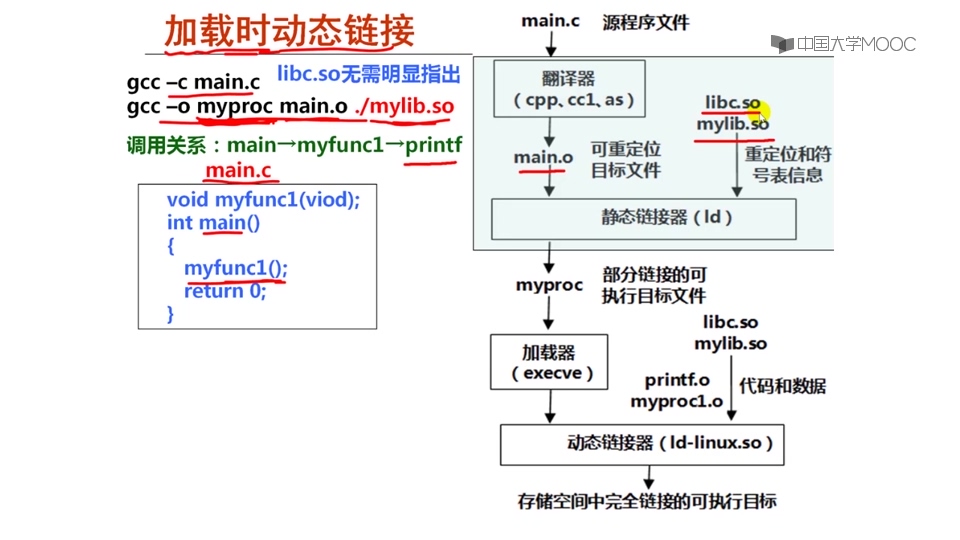 加载时动态链接
gcc –c main.c
libc.so无需明显指出
gcc –o myproc main.o ./mylib.so
调用关系：main→myfunc1→printf
main.c
void myfunc1(viod);
int main()
{
myfunc1();
return 0;
}
main.c 源程序文件
中国大学MOOC
翻译器
（cpp、cc1、as）
libc.so
mylib.so
main.o
可重定位
目标文件
重定位和符
号表信息
静态链接器（ld）
myproc
部分链接的可
执行目标文件
libc.so
mylib.so
加载器
（execve）
printf.o
myproc1.o
代码和数据
动态链接器（ld-linux.so）
存储空间中完全链接的可执行目标